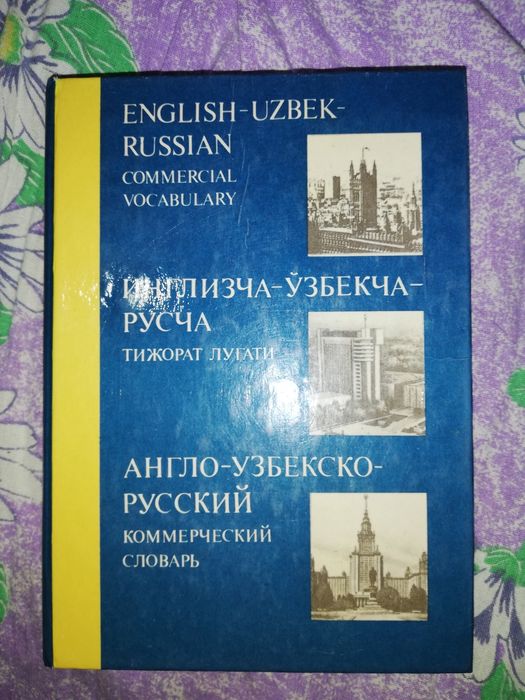 ENGLISH-UZBEK-
RUSSIAN
COMMERCIAL
VOCABULARY
ИНГЛИЗЧА-ЎЗБЕКЧА-
РУСЧА
ТИЖОРАТ ЛУҒАТИ
АНГЛО-УЗБЕКСКО-
РУССКИЙ
КОММЕРЧЕСКИЙ
СЛОВАРЬ